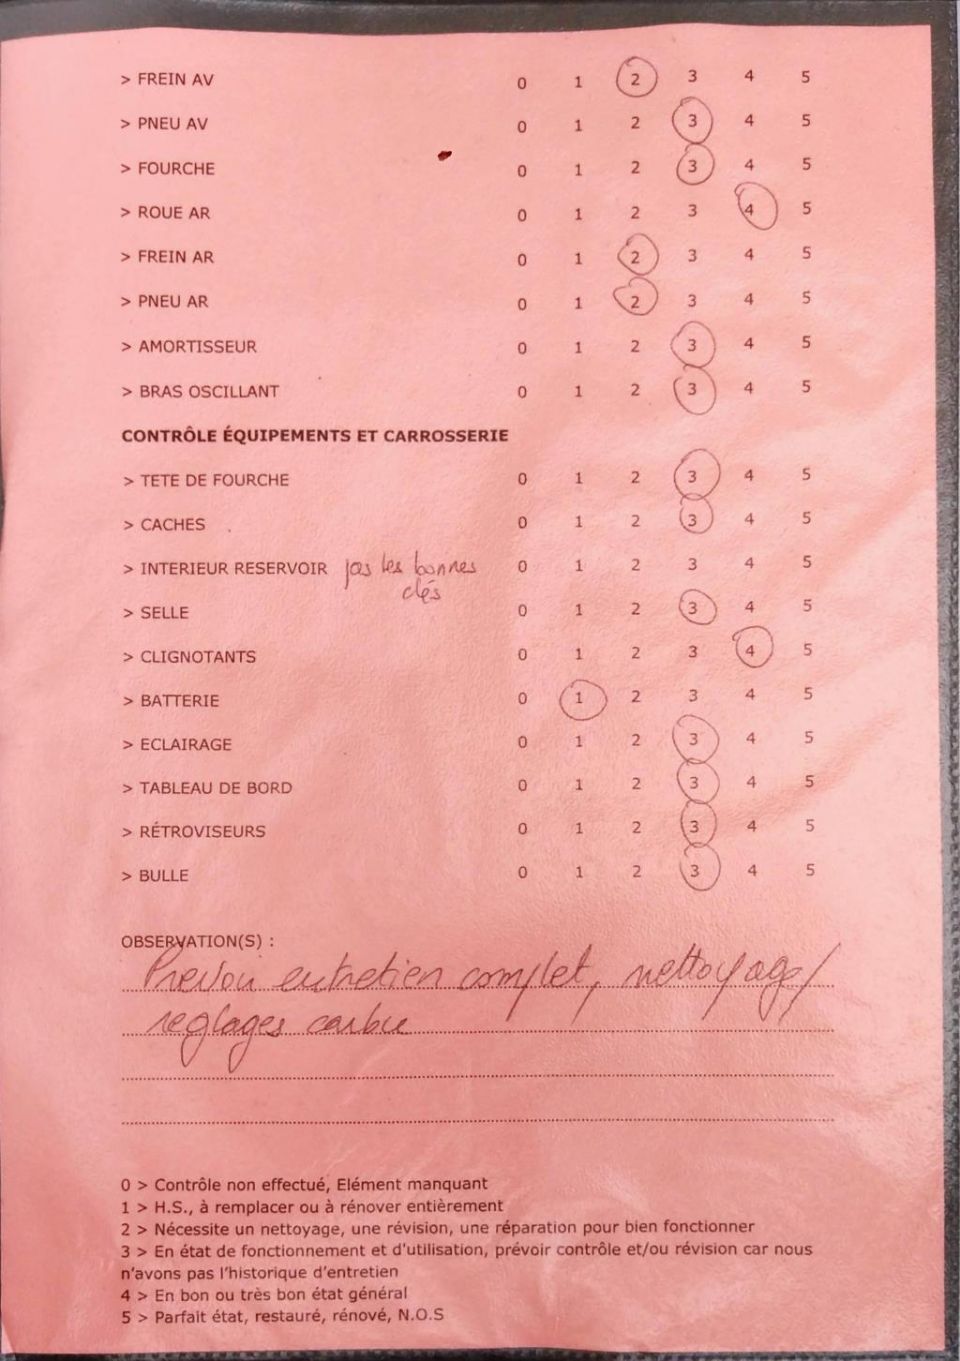 > FREIN AV 0 1 2 3 4 5
> PNEU AV 0 1 2 3 4 5
> FOURCHE 0 1 2 3 4 5
> ROUE AR 0 1 2 3 4 5
> FREIN AR 0 1 2 3 4 5
> PNEU AR 0 1 2 3 4 5
> AMORTISSEUR 0 1 2 3 4 5
> BRAS OSCILLANT 0 1 2 3 4 5
CONTRÔLE ÉQUIPEMENTS ET CARROSSERIE
> TETE DE FOURCHE 0 1 2 3 4 5
> CACHES 0 1 2 3 4 5
> INTERIEUR RESERVOIR pas les bonnes 0 1 2 3 4 5
clés
> SELLE 0 1 2 3 4 5
> CLIGNOTANTS 0 1 2 3 4 5
> BATTERIE 0 1 2 3 4 5
> ECLAIRAGE 0 1 2 3 4 5
> TABLEAU DE BORD 0 1 2 3 4 5
> RÉTROVISEURS 0 1 2 3 4 5
> BULLE 0 1 2 3 4 5
OBSERVATION(S) :
Prevoir entretien complet, nettoyage/
reglages carbu
0 > Contrôle non effectué, Elément manquant
1 > H.S., à remplacer ou à rénover entièrement
2 > Nécessite un nettoyage, une révision, une réparation pour bien fonctionner
3 > En état de fonctionnement et d'utilisation, prévoir contrôle et/ou révision car nous
n'avons pas l'historique d'entretien
4 > En bon ou très bon état général
5 > Parfait état, restauré, rénové, N.O.S